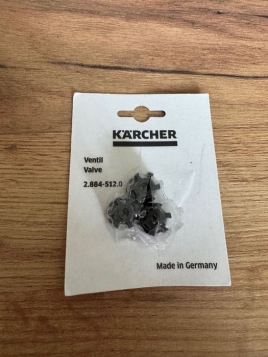 KÄRCHER
Ventil
Valve
2.884-512.0
Made in Germany